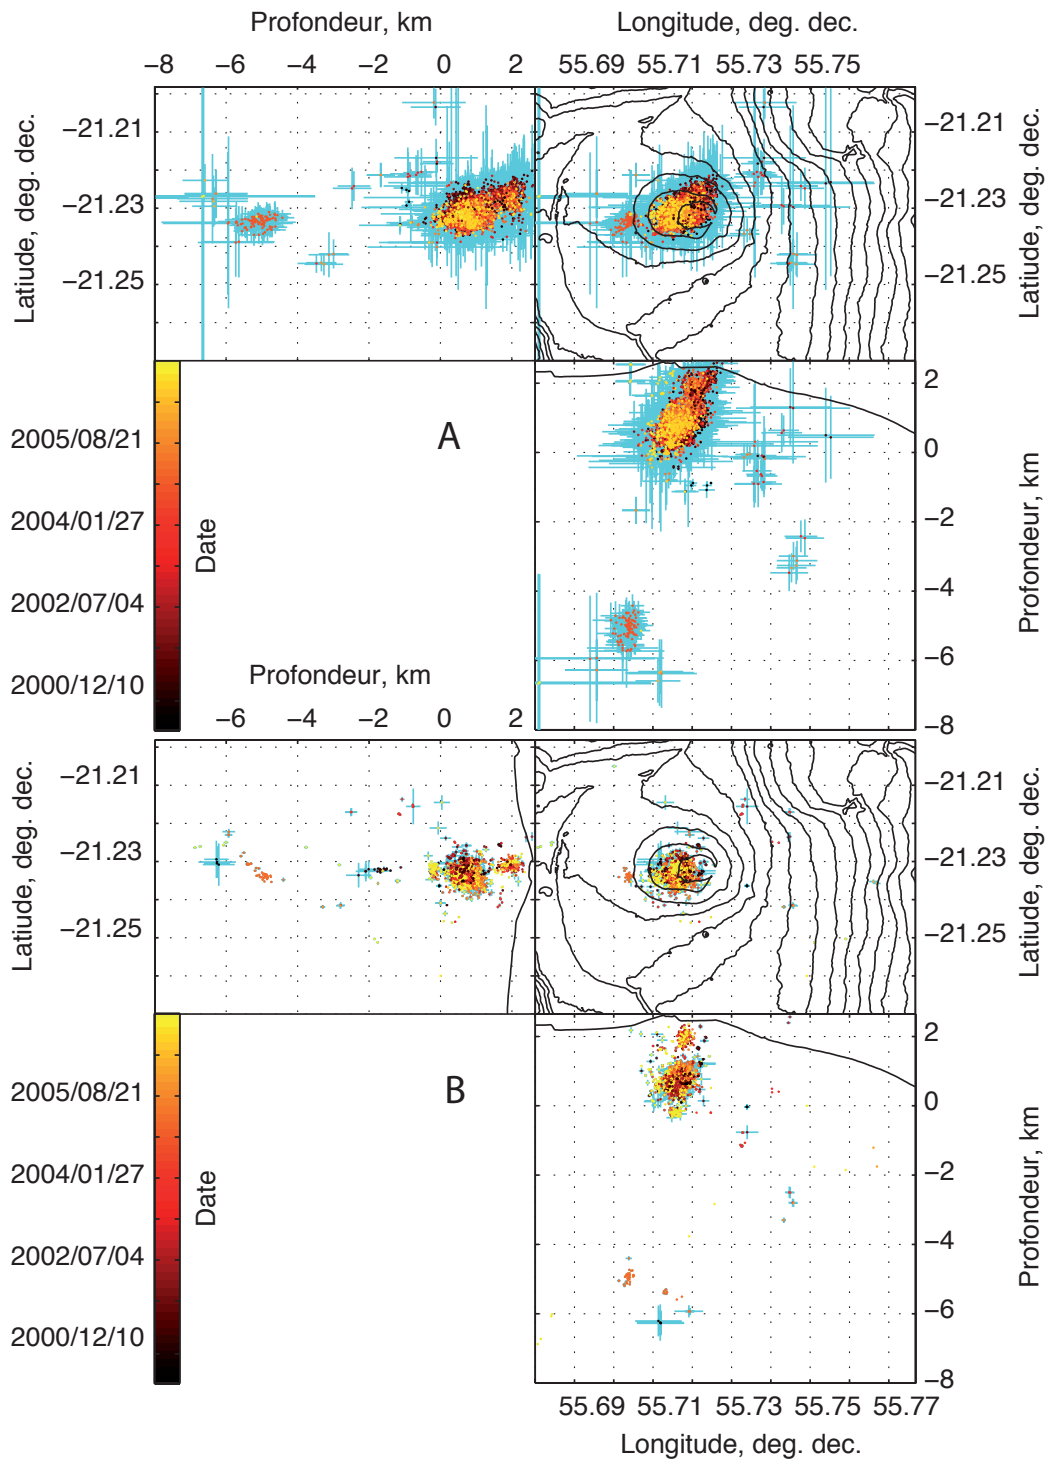 Profondeur, km
Longitude, deg. dec.
−8 −6 −4 −2 0 2
55.69 55.71 55.73 55.75
Latiude, deg. dec.
−21.21
−21.23
−21.25
−21.21
−21.23
−21.25
Latiude, deg. dec.
A
2005/08/21
2004/01/27
2002/07/04
2000/12/10
Date
2
0
−2
−4
−6
−8
Profondeur, km
Profondeur, km
−6 −4 −2 0 2
Latiude, deg. dec.
−21.21
−21.23
−21.25
−21.21
−21.23
−21.25
Latiude, deg. dec.
B
2005/08/21
2004/01/27
2002/07/04
2000/12/10
Date
2
0
−2
−4
−6
−8
Profondeur, km
55.69 55.71 55.73 55.75 55.77
Longitude, deg. dec.